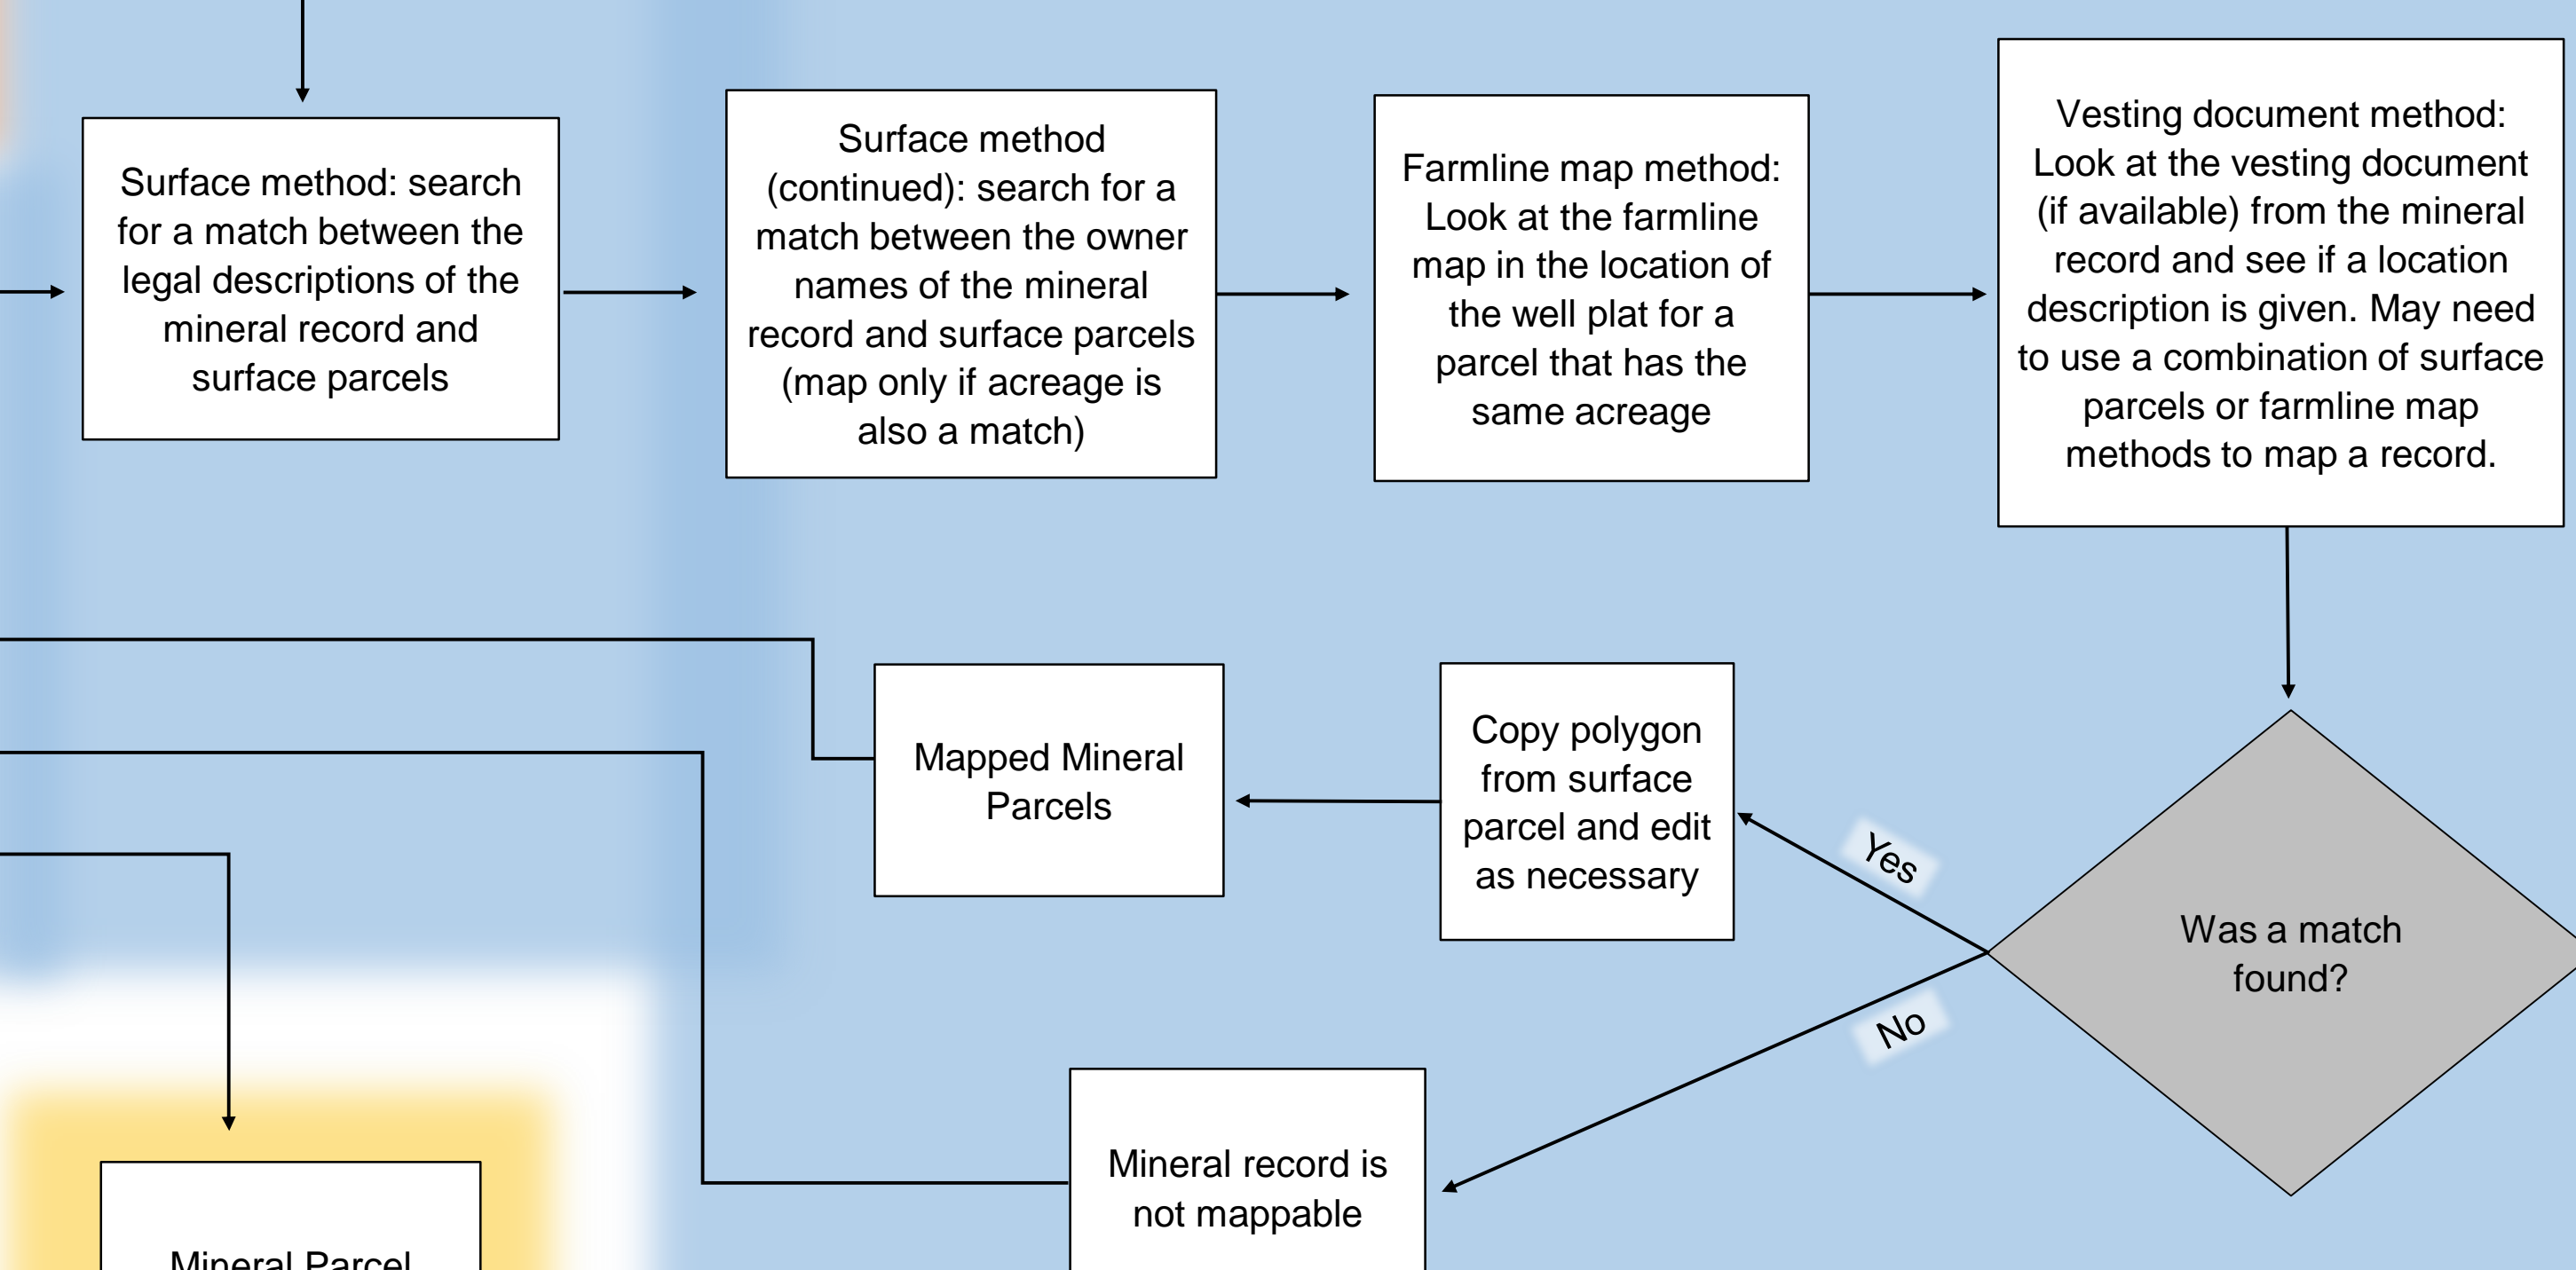 Surface method: search
for a match between the
legal descriptions of the
mineral record and
surface parcels
Surface method
(continued): search for a
match between the owner
names of the mineral
record and surface parcels
(map only if acreage is
also a match)
Farmline map method:
Look at the farmline
map in the location of
the well plat for a
parcel that has the
same acreage
Vesting document method:
Look at the vesting document
(if available) from the mineral
record and see if a location
description is given. May need
to use a combination of surface
parcels or farmline map
methods to map a record.
Mapped Mineral
Parcels
Copy polygon
from surface
parcel and edit
as necessary
Yes
Was a match
found?
No
Mineral record is
not mappable
Mineral Parcel